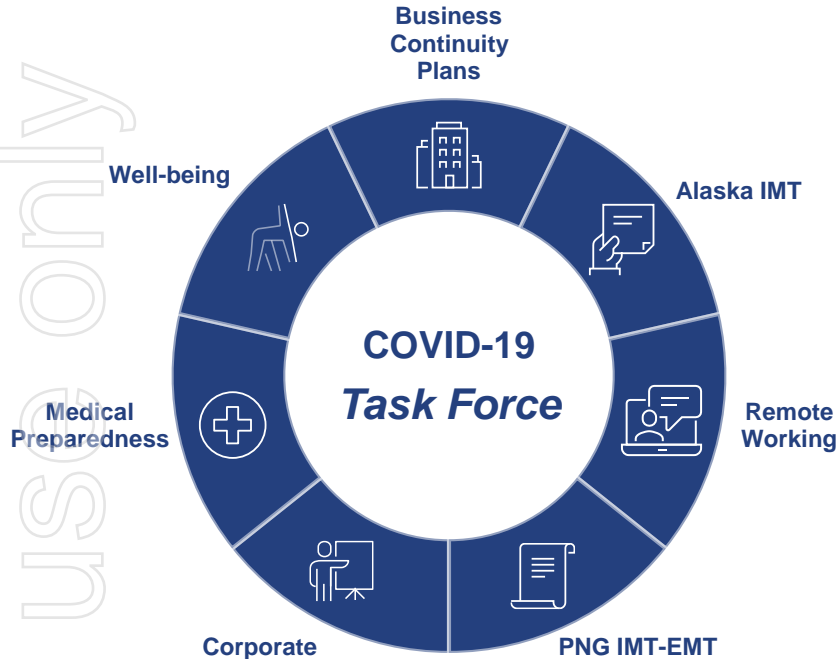 Business
Continuity
Plans
Well-being
Alaska IMT
COVID-19
Task Force
Medical
Preparedness
Remote
Working
Corporate
PNG IMT-EMT
use only